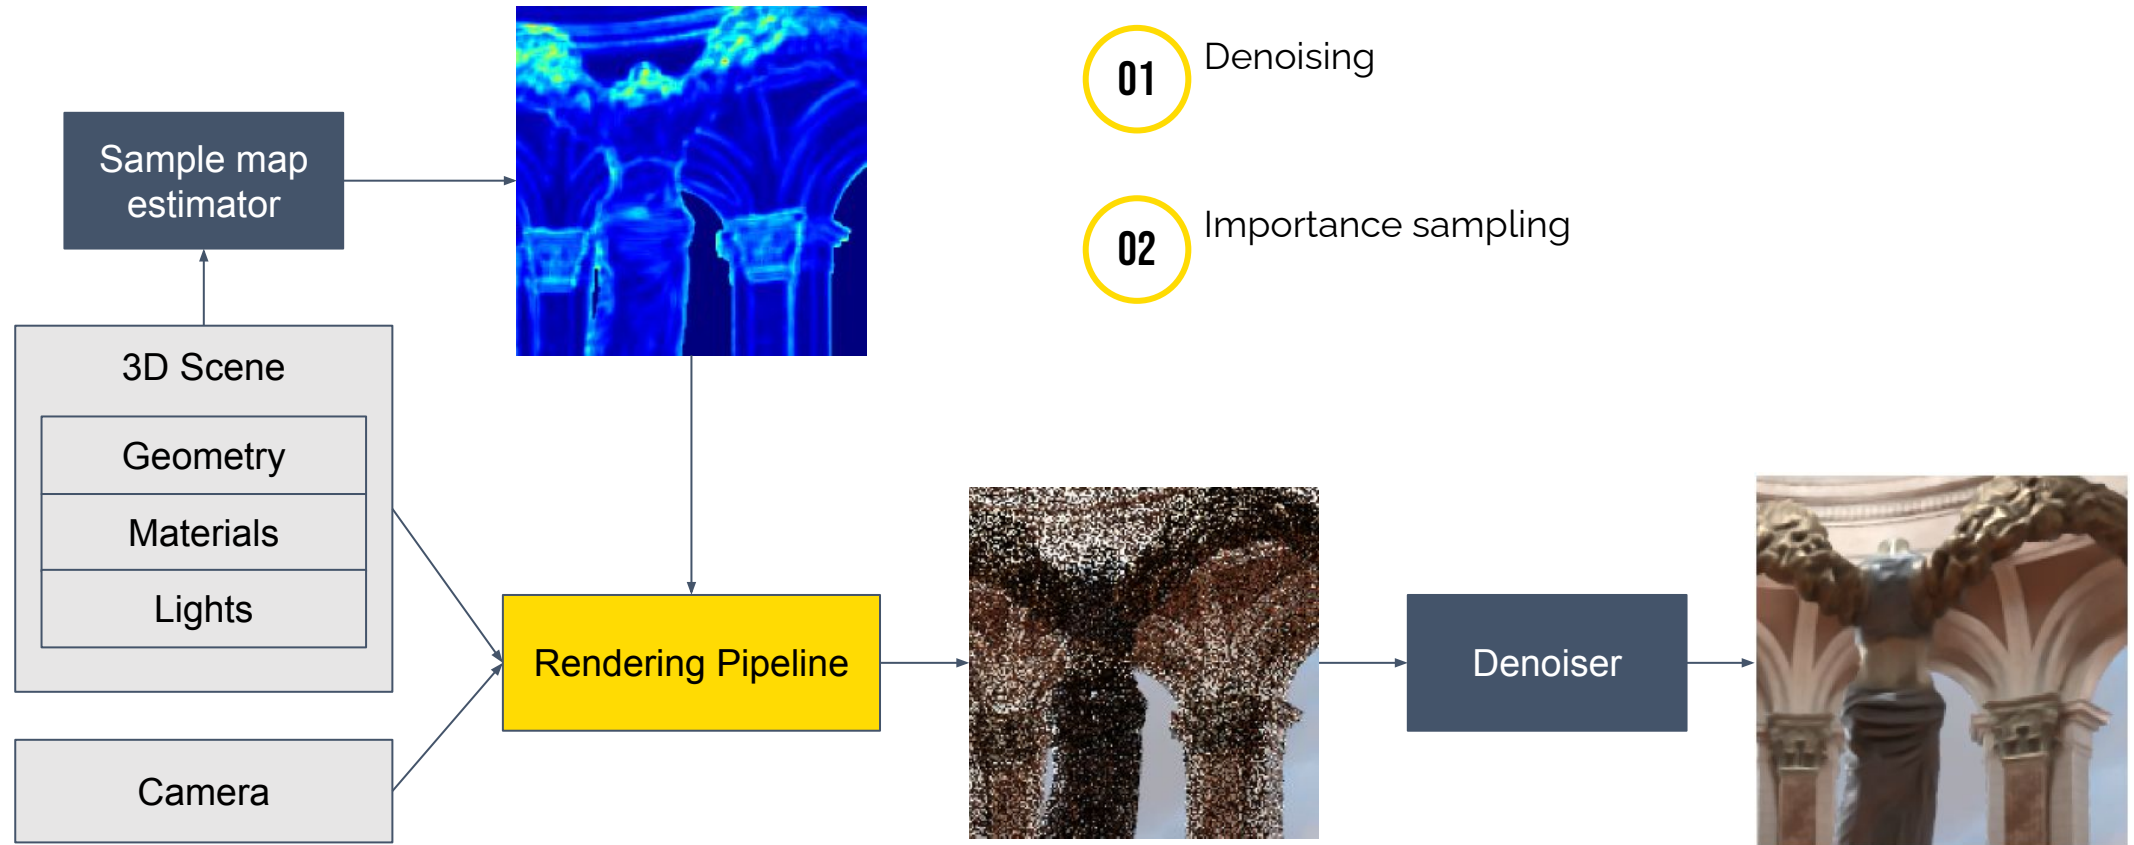 01
Denoising
02
Importance sampling
Sample map
estimator
3D Scene
Geometry
Materials
Lights
Camera
Rendering Pipeline
Denoiser